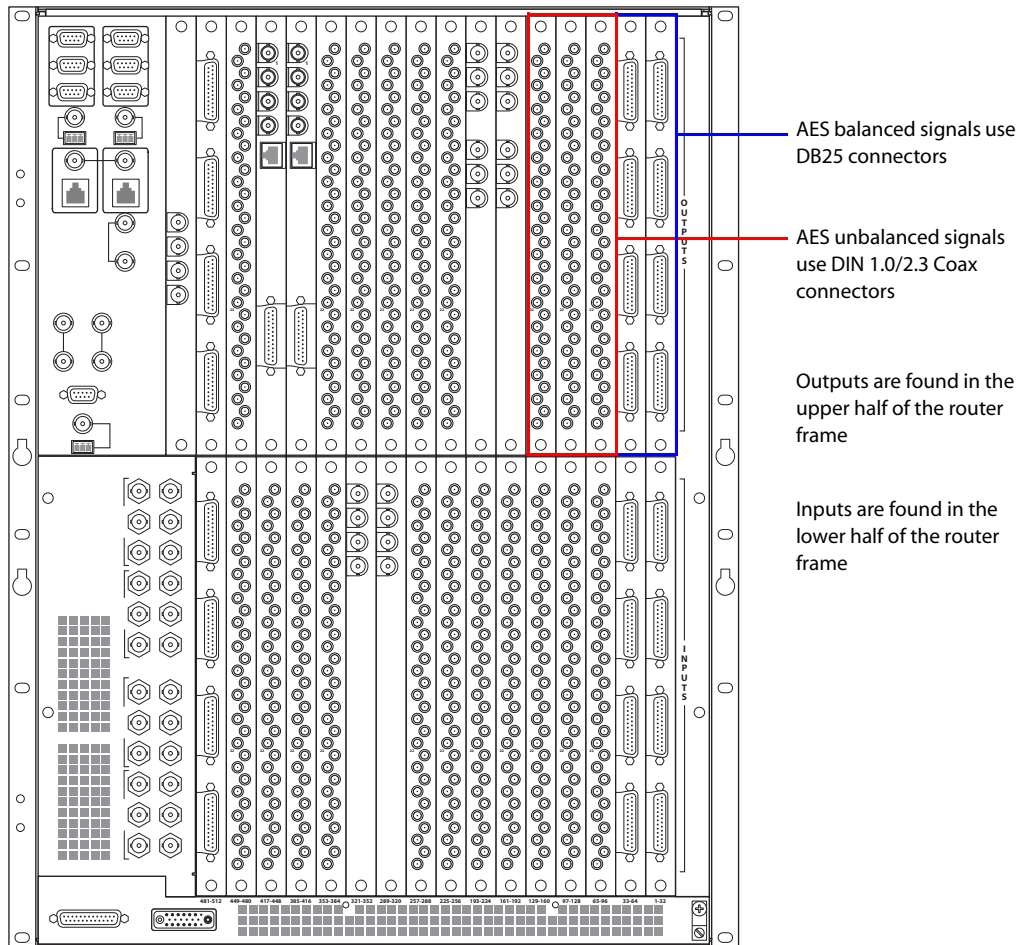 AES balanced signals use
DB25 connectors
OUTPUTS
AES unbalanced signals
use DIN 1.0/2.3 Coax
connectors
Outputs are found in the
upper half of the router
frame
Inputs are found in the
lower half of the router
frame
INPUTS
481-512 449-480 417-448 385-416 353-384 321-352 289-320 257-288 225-256 193-224 161-192 129-160 97-128 65-96 33-64 1-32